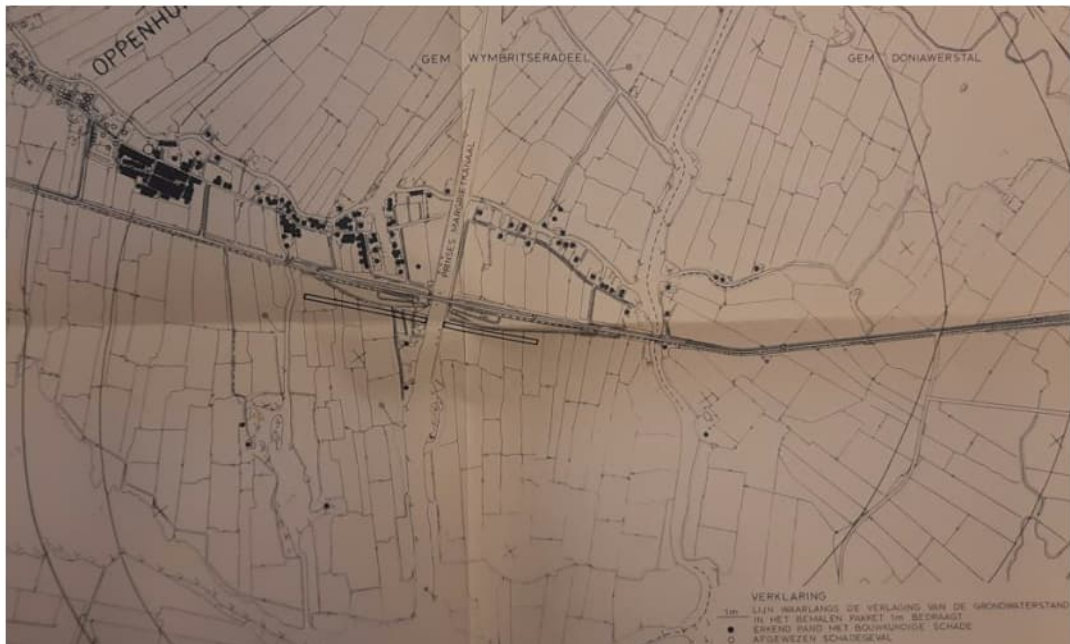 OPPENHUI
GEM WYMBRITSERADEEL
GEM DONIAWERSTAL
PRINSES MARGRIETKANAAL
VERKLARING
1m LIJN WAARLANGS DE VERLAGING VAN DE GRONDWATERSTAND
IN HET BEMALEN PAKKET 1m BEDRAAGT
ERKEND PAND MET BOUWKUNDIGE SCHADE
AFGEWEZEN SCHADEGEVAL